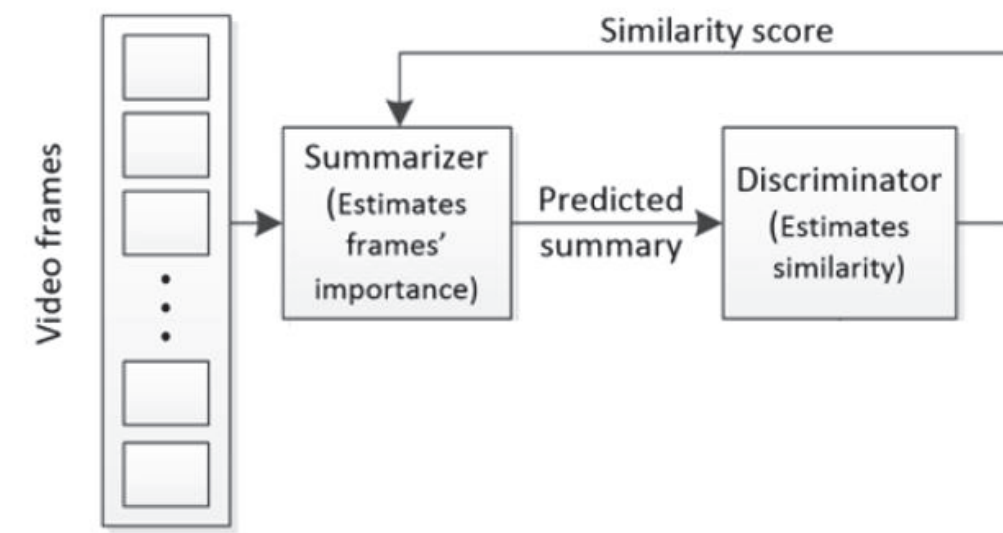 Video frames
Similarity score
Summarizer
(Estimates
frames’
importance)
Predicted
summary
Discriminator
(Estimates
similarity)